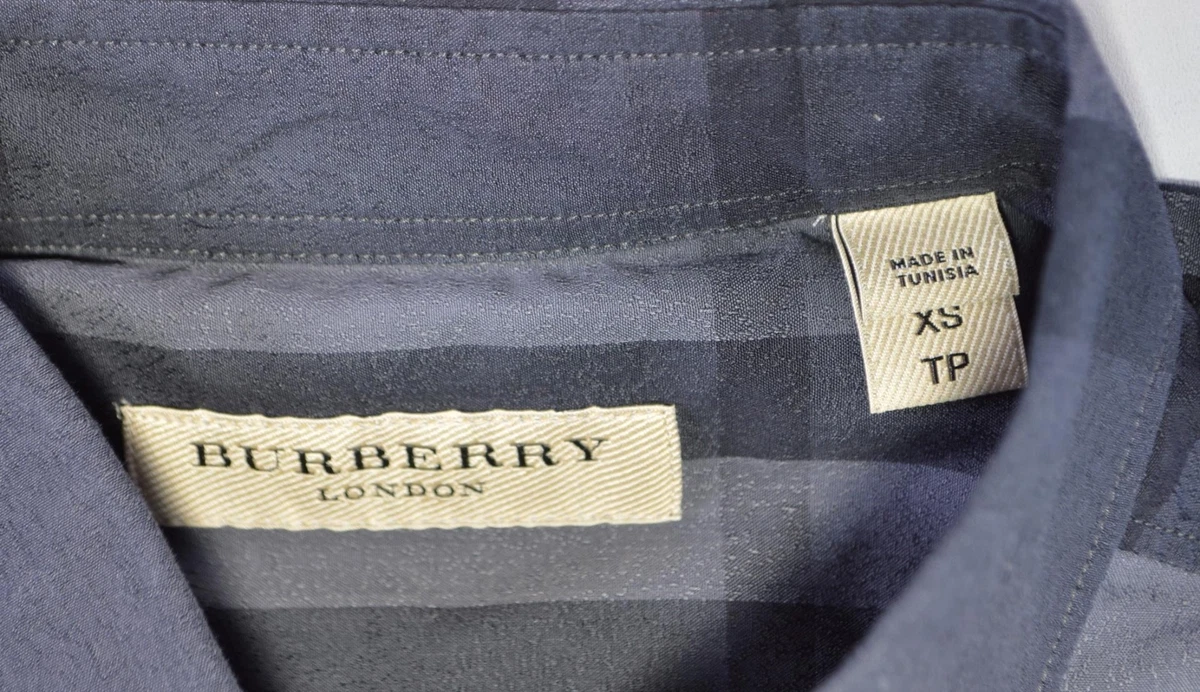 BURBERRY
LONDON
MADE IN
TUNISIA
XS
TP